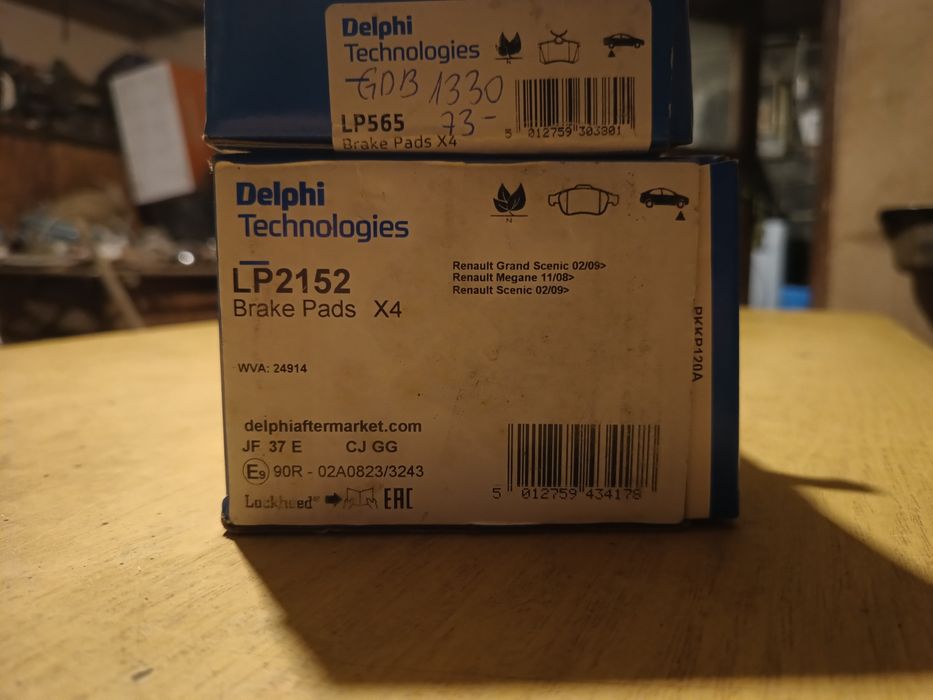 Delphi
Technologies
N
GDB 1330
LP565 73-
Brake Pads X4
5 012759 303801
Delphi
Technologies
N
LP2152
Brake Pads X4
Renault Grand Scenic 02/09>
Renault Megane 11/08>
Renault Scenic 02/09>
PKKP120A
WVA: 24914
delphiaftermarket.com
JF 37 E CJ GG
E9 90R - 02A0823/3243
Lockheed EAC
5 012759 434178